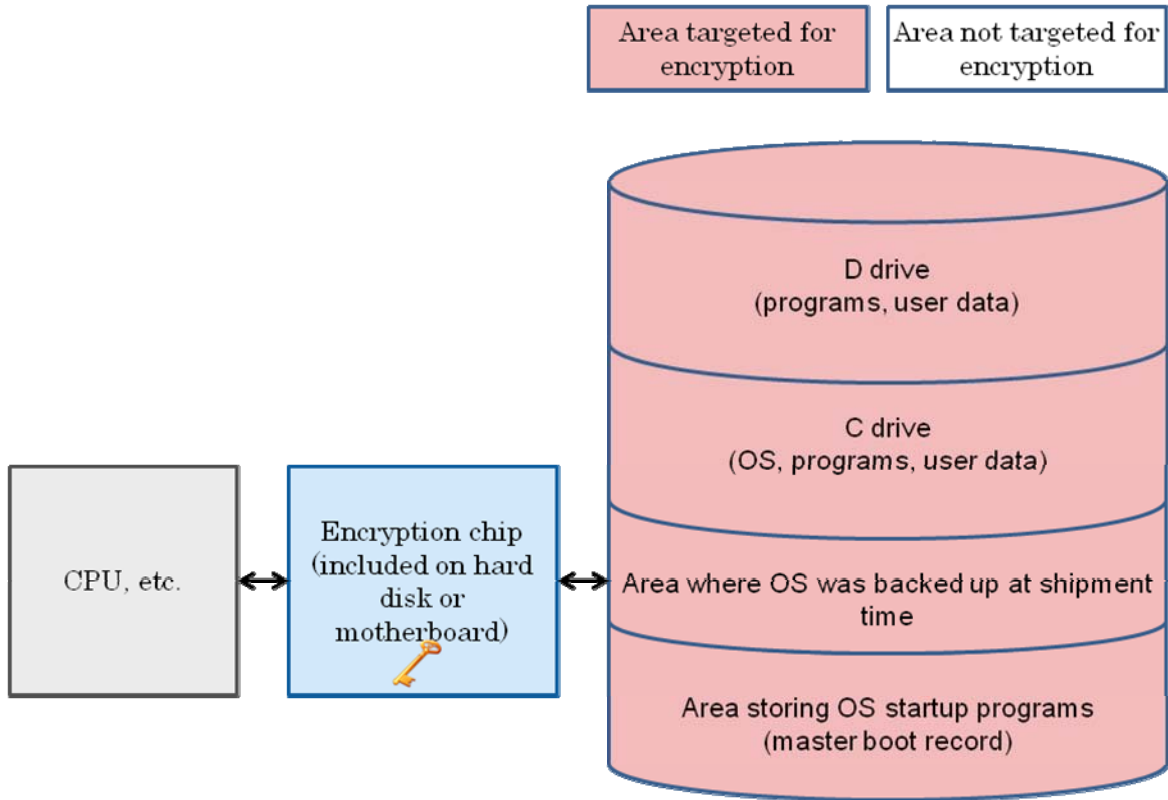 Area targeted for
encryption
Area not targeted for
encryption
D drive
(programs, user data)
C drive
(OS, programs, user data)
Encryption chip
(included on hard
disk or
motherboard)
CPU, etc.
Area where OS was backed up at shipment
time
Area storing OS startup programs
(master boot record)